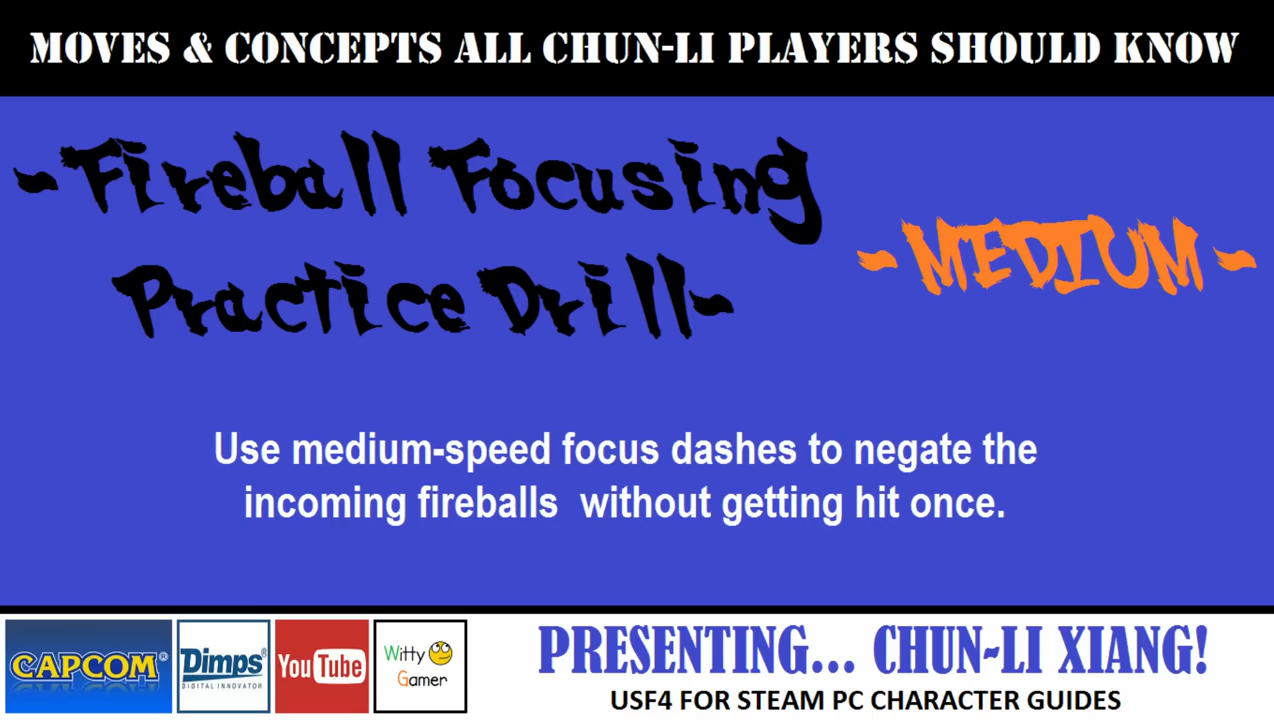 MOVES & CONCEPTS ALL CHUN-LI PLAYERS SHOULD KNOW
-Fireball Focusing
Practice Drill-
-MEDIUM-
Use medium-speed focus dashes to negate the
incoming fireballs  without getting hit once.
CAPCOM®
Dimps®
DIGITAL INNOVATOR
YouTube
Witty
Gamer
PRESENTING... CHUN-LI XIANG!
USF4 FOR STEAM PC CHARACTER GUIDES